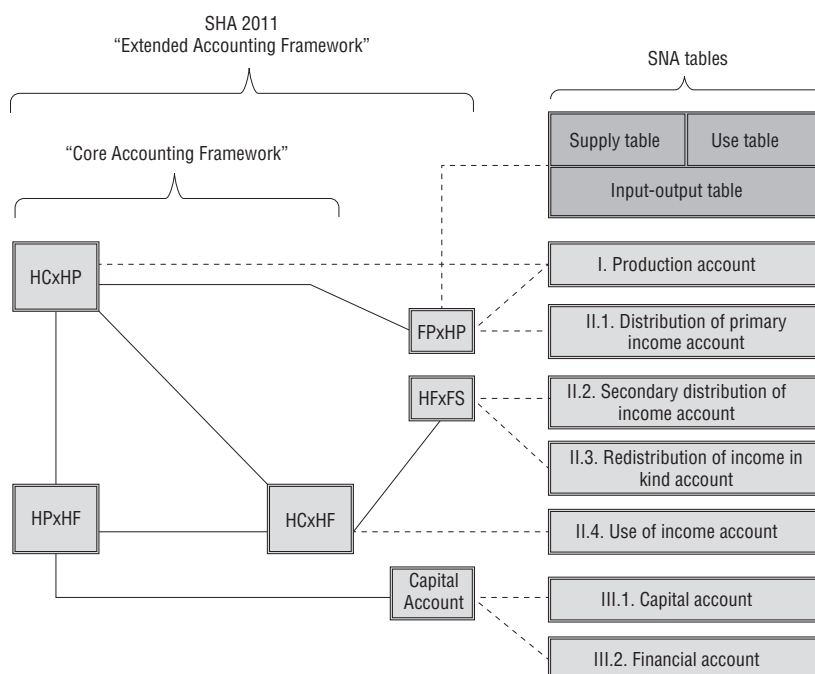 SHA 2011
“Extended Accounting Framework”
SNA tables
“Core Accounting Framework”
Supply table
Use table
Input-output table
HCxHP
I. Production account
FPxHP
II.1. Distribution of primary
income account
HFxFS
II.2. Secondary distribution of
income account
II.3. Redistribution of income in
kind account
HPxHF
HCxHF
II.4. Use of income account
Capital
Account
III.1. Capital account
III.2. Financial account